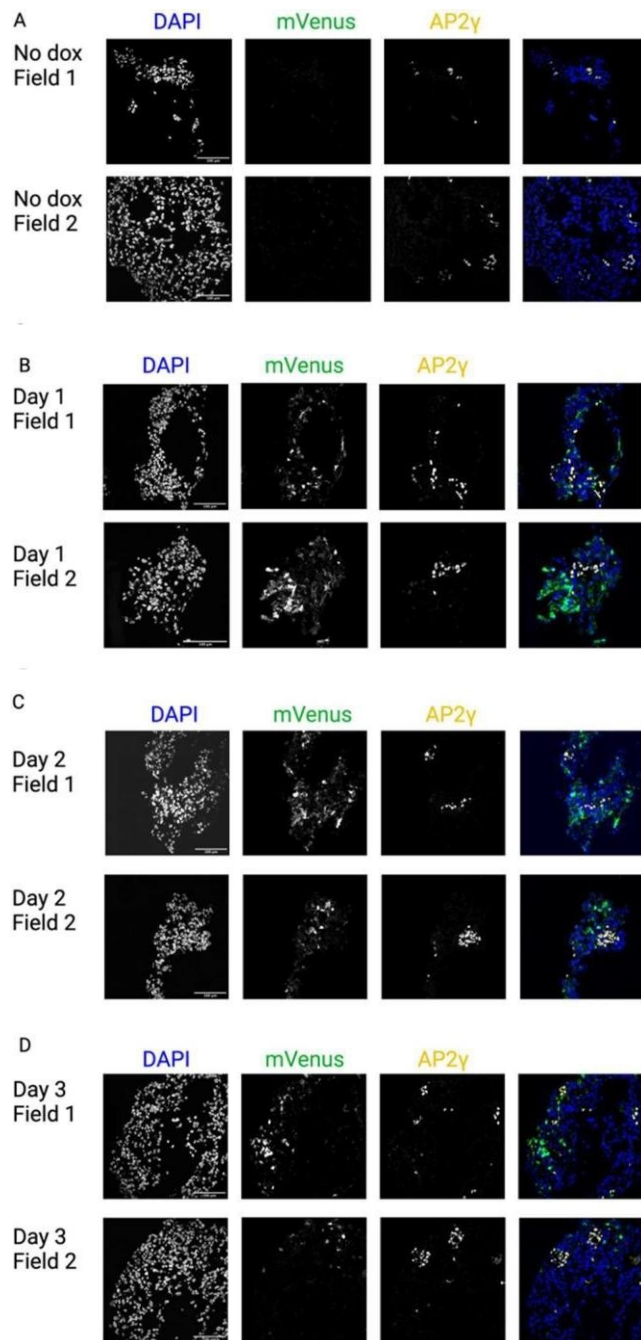 A
DAPI mVenus AP2γ
No dox
Field 1
No dox
Field 2
B
DAPI mVenus AP2γ
Day 1
Field 1
Day 1
Field 2
C
DAPI mVenus AP2γ
Day 2
Field 1
Day 2
Field 2
D
DAPI mVenus AP2γ
Day 3
Field 1
Day 3
Field 2